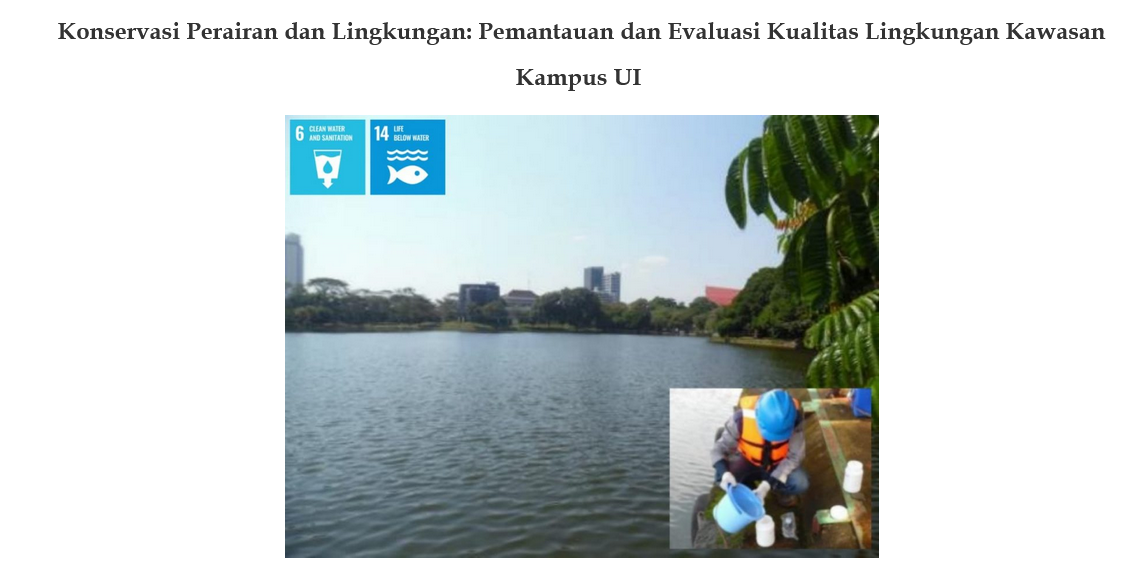 Konservasi Perairan dan Lingkungan: Pemantauan dan Evaluasi Kualitas Lingkungan Kawasan
Kampus UI
6 CLEAN WATER
AND SANITATION
14 LIFE
BELOW WATER